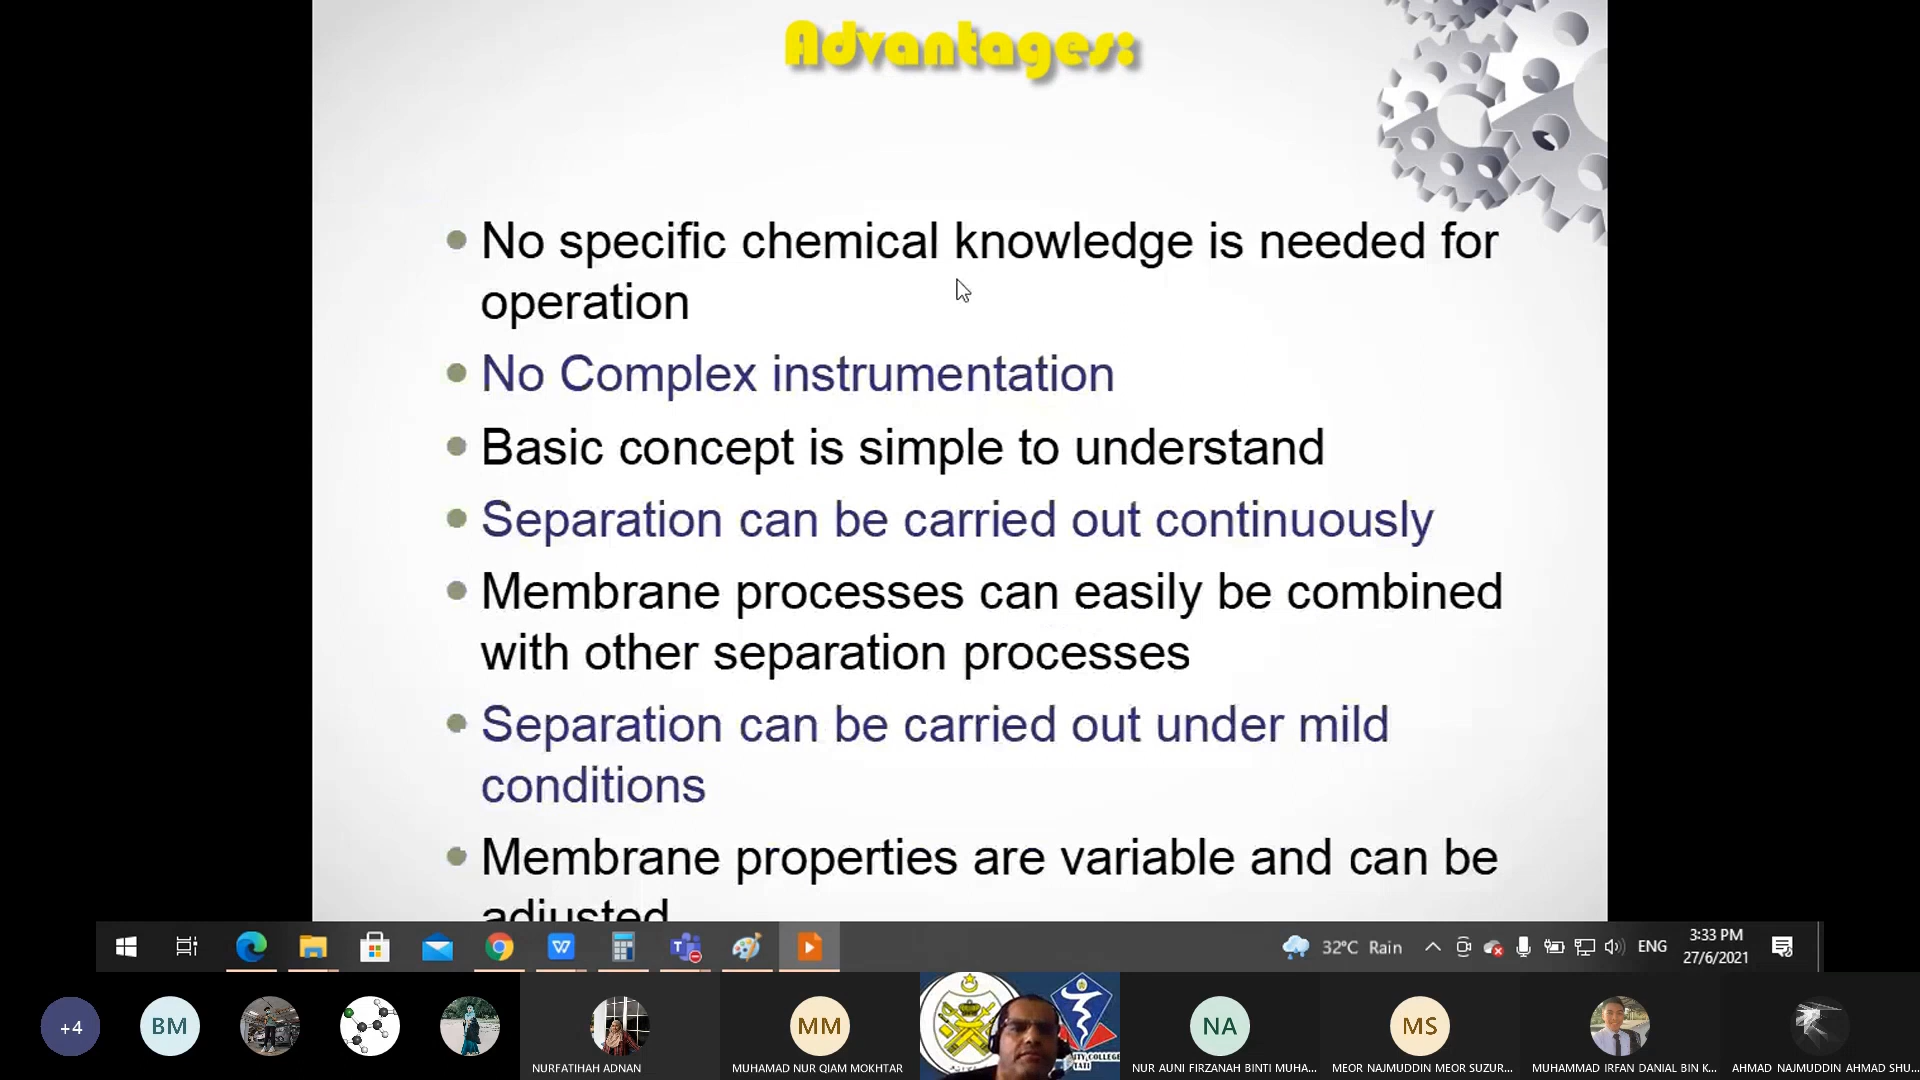 Advantages:
No specific chemical knowledge is needed for
operation
No Complex instrumentation
Basic concept is simple to understand
Separation can be carried out continuously
Membrane processes can easily be combined
with other separation processes
Separation can be carried out under mild
conditions
Membrane properties are variable and can be
adjusted
32°C Rain
ENG
3:33 PM
27/6/2021
+4
BM
MM
NA
MS
NURFATIHAH ADNAN
MUHAMAD NUR QIAM MOKHTAR
NUR AUNI FIRZANAH BINTI MUHA...
MEOR NAJMUDDIN MEOR SUZUR...
MUHAMMAD IRFAN DANIAL BIN K...
AHMAD NAJMUDDIN AHMAD SHU...